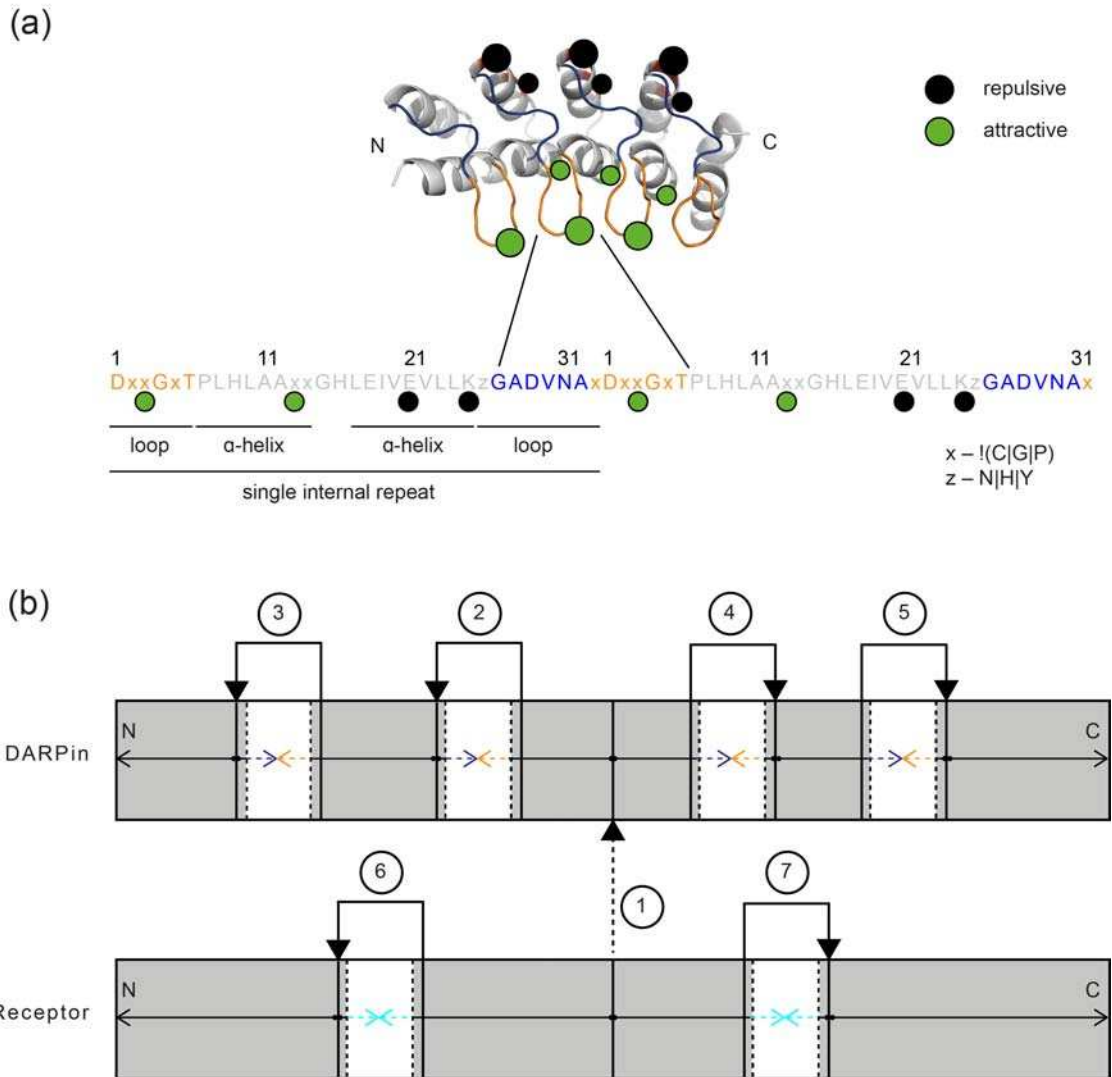 (a)
repulsive
attractive
N
C
1 11 21 31 1 11 21 31
DxxGxTPLHLAAxxGHLEIVEVLLKzGADVNAxDxxGxTPLHLAAxxGHLEIVEVLLKzGADVNAx
loop α-helix α-helix loop
single internal repeat
x – !(C|G|P)
z – N|H|Y
(b)
3 2 4 5
N C
DARPin
6 7
1
N C
Receptor